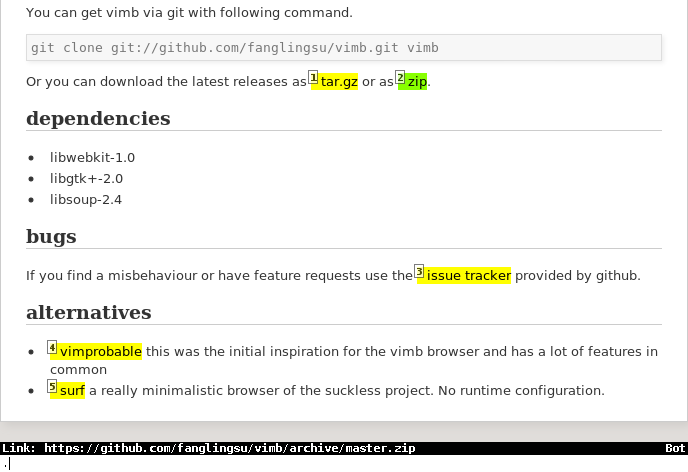 You can get vimb via git with following command.
git clone git://github.com/fanglingsu/vimb.git vimb
Or you can download the latest releases as 1 tar.gz or as 2 zip.
dependencies
• libwebkit-1.0
• libgtk+-2.0
• libsoup-2.4
bugs
If you find a misbehaviour or have feature requests use the 3 issue tracker provided by github.
alternatives
• 4 vimprobable this was the initial inspiration for the vimb browser and has a lot of features in
common
• 5 surf a really minimalistic browser of the suckless project. No runtime configuration.
Link: https://github.com/fanglingsu/vimb/archive/master.zip Bot
.